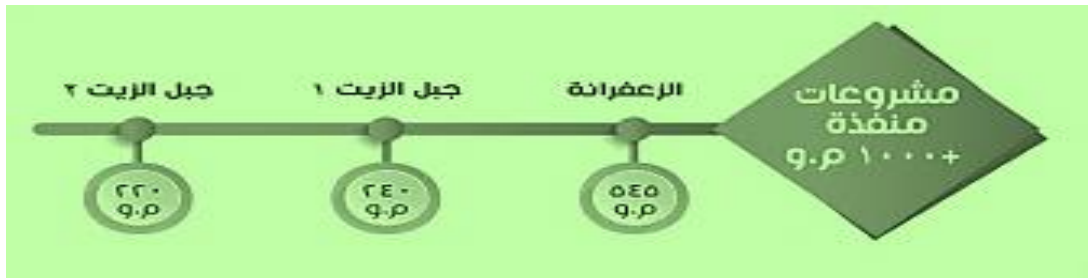 مشروعات
منفذة
+١٠٠٠ م.و
الزعفرانة
٥٤٥
م.و
جبل الزيت ١
٢٤٠
م.و
جبل الزيت ٢
٢٢٠
م.و